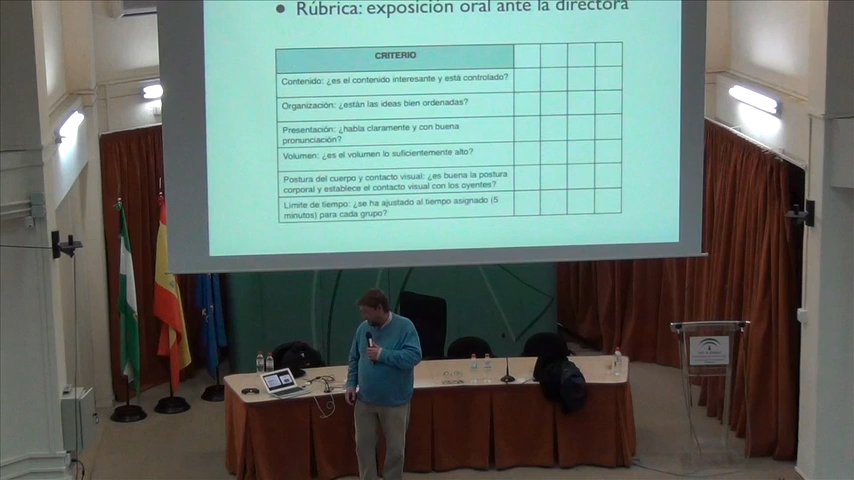 • Rúbrica: exposición oral ante la directora
CRITERIO
Contenido: ¿es el contenido interesante y está controlado?
Organización: ¿están las ideas bien ordenadas?
Presentación: ¿habla claramente y con buena
pronunciación?
Volumen: ¿es el volumen lo suficientemente alto?
Postura del cuerpo y contacto visual: ¿es buena la postura
corporal y establece el contacto visual con los oyentes?
Límite de tiempo: ¿se ha ajustado al tiempo asignado (5
minutos) para cada grupo?